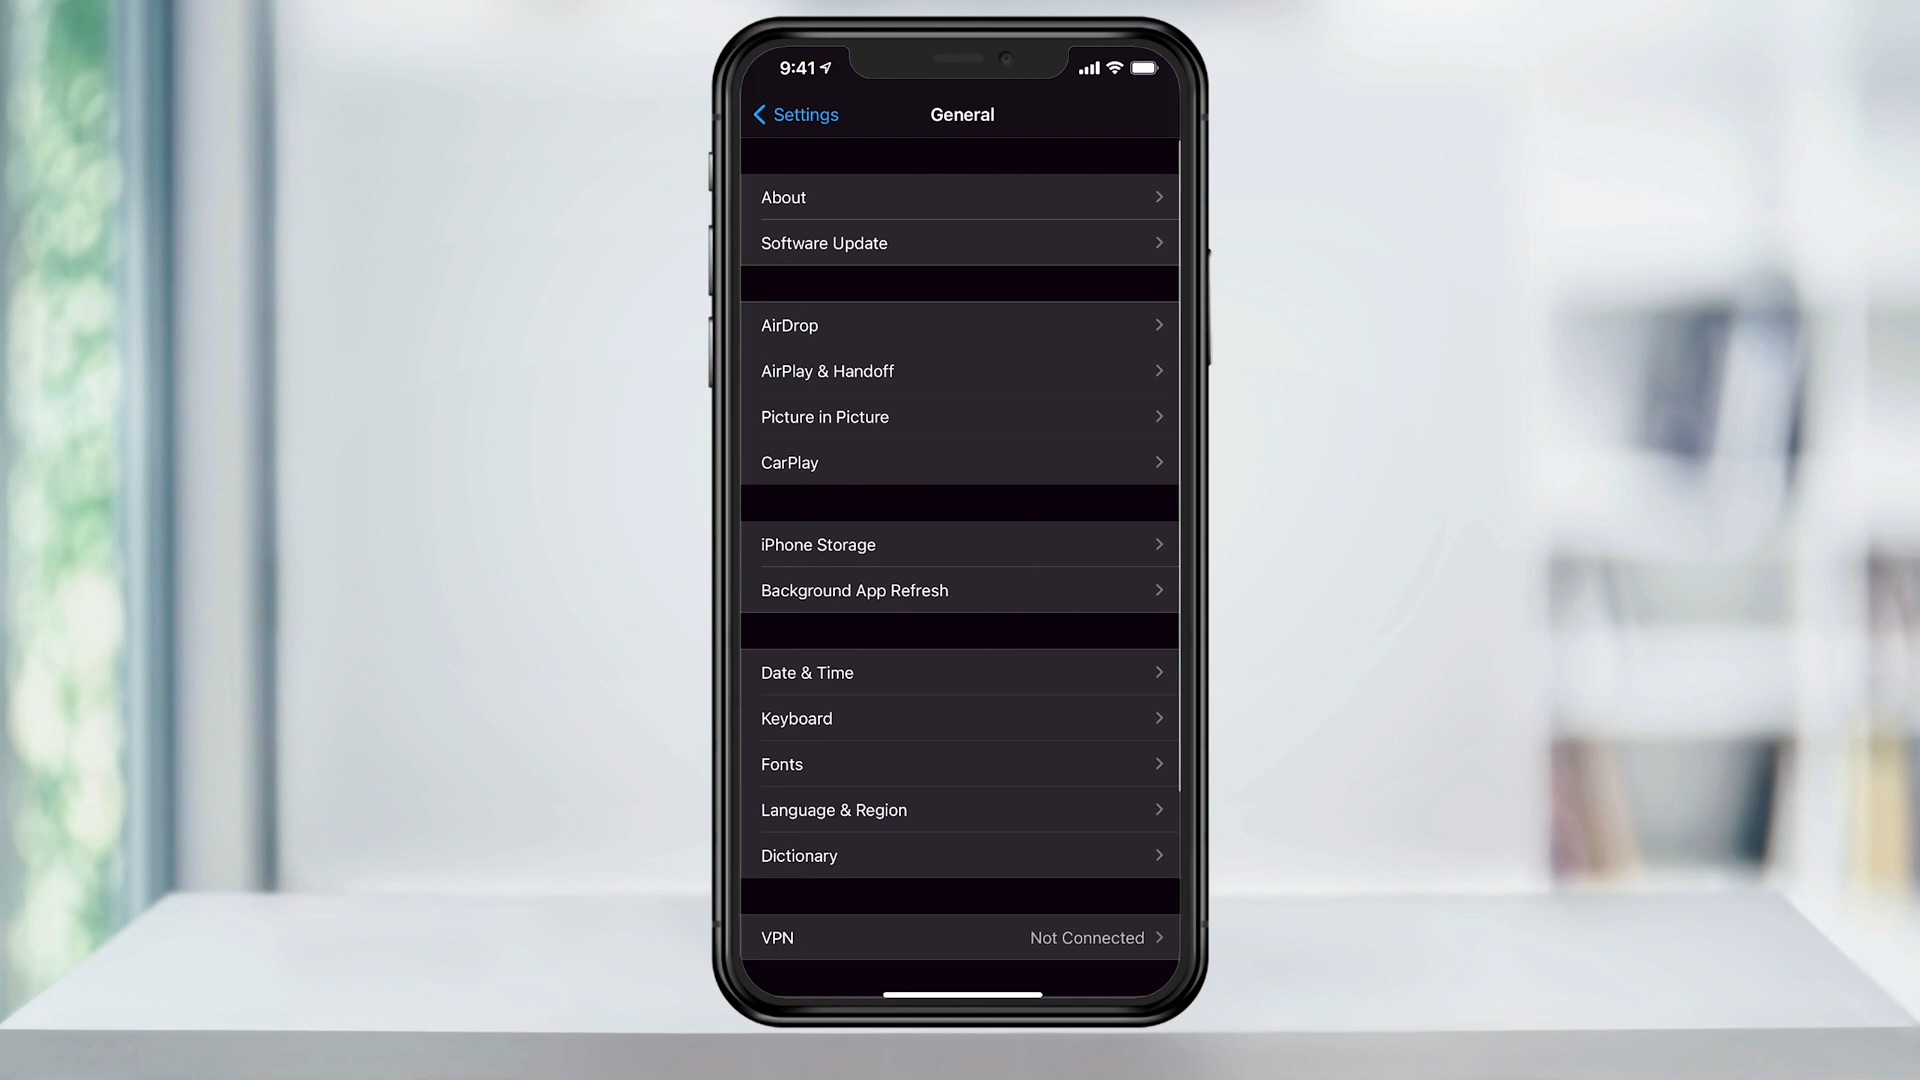 9:41
Settings
General
About
Software Update
AirDrop
AirPlay & Handoff
Picture in Picture
CarPlay
iPhone Storage
Background App Refresh
Date & Time
Keyboard
Fonts
Language & Region
Dictionary
VPN Not Connected